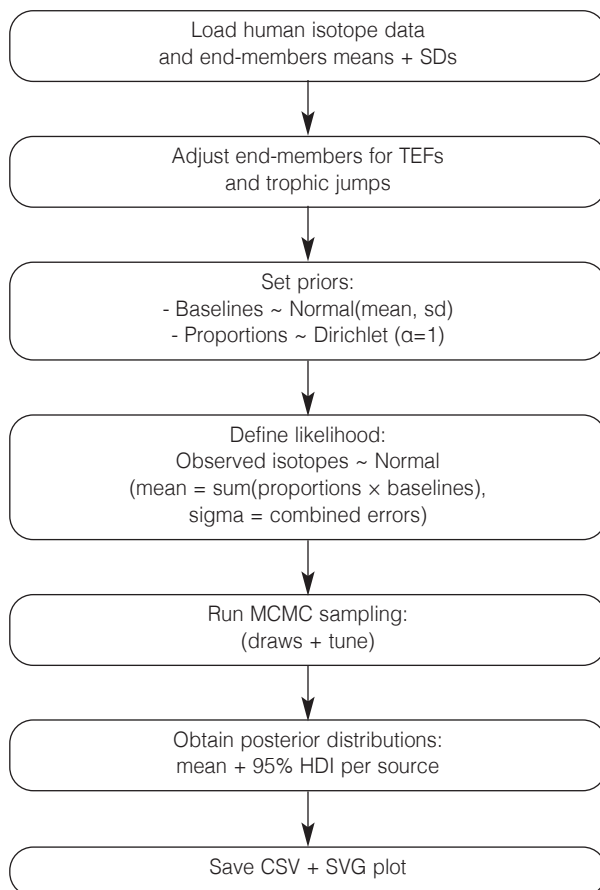 Load human isotope data
and end-members means + SDs
Adjust end-members for TEFs
and trophic jumps
Set priors:
- Baselines ~ Normal(mean, sd)
- Proportions ~ Dirichlet (α=1)
Define likelihood:
Observed isotopes ~ Normal
(mean = sum(proportions × baselines),
sigma = combined errors)
Run MCMC sampling:
(draws + tune)
Obtain posterior distributions:
mean + 95% HDI per source
Save CSV + SVG plot